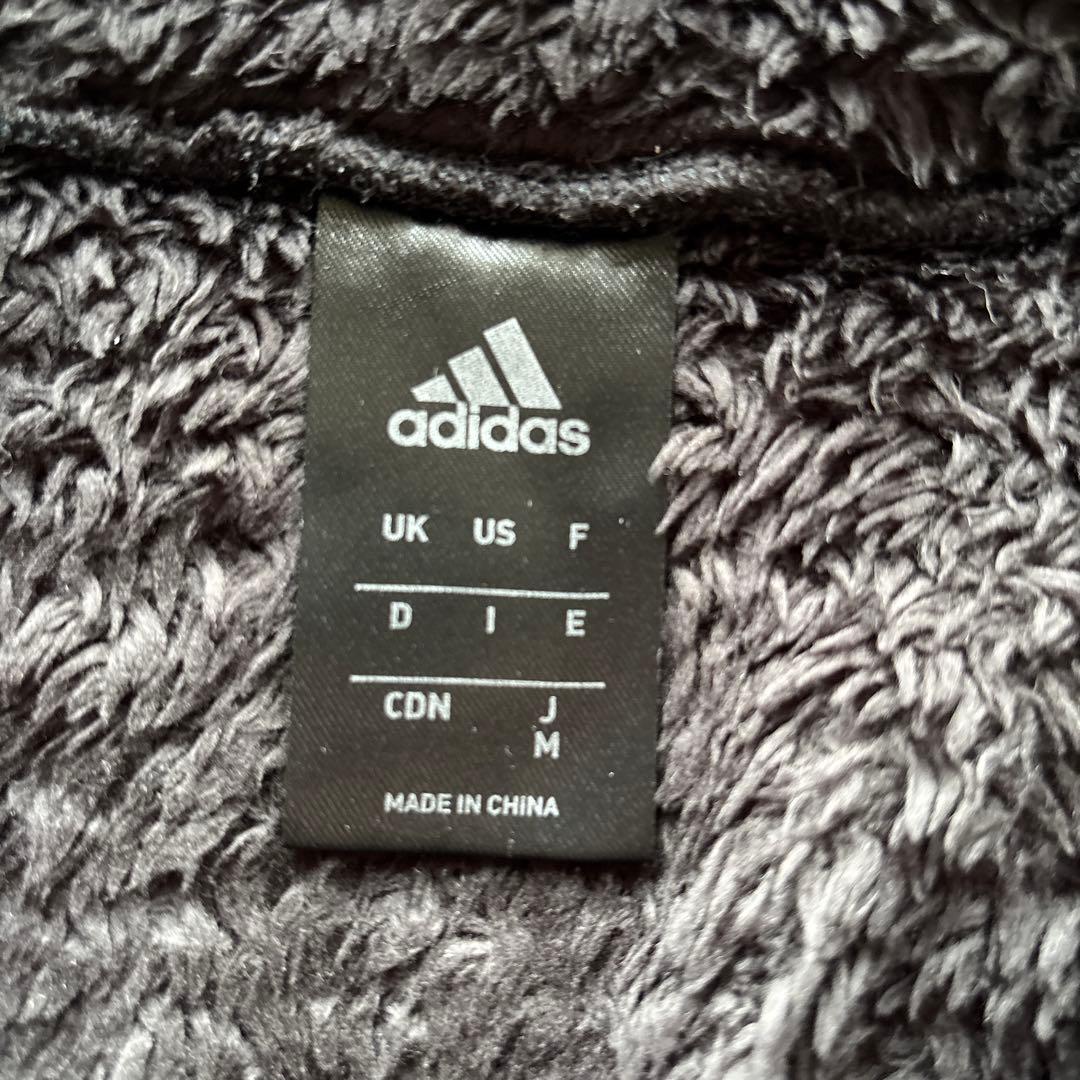 adidas
UK US F
D I E
CDN J
M
MADE IN CHINA